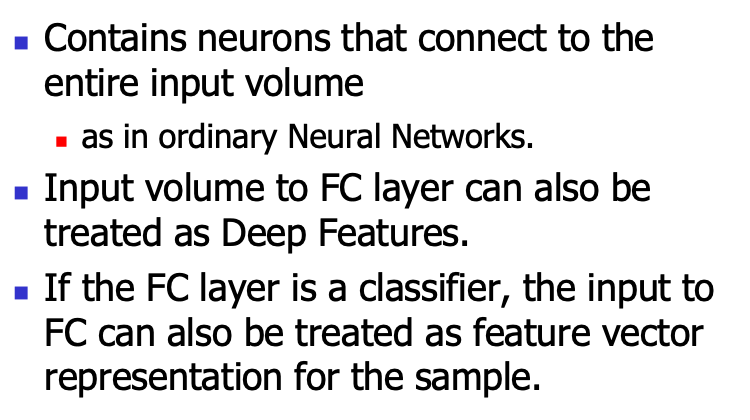 Contains neurons that connect to the
entire input volume
as in ordinary Neural Networks.
Input volume to FC layer can also be
treated as Deep Features.
If the FC layer is a classifier, the input to
FC can also be treated as feature vector
representation for the sample.